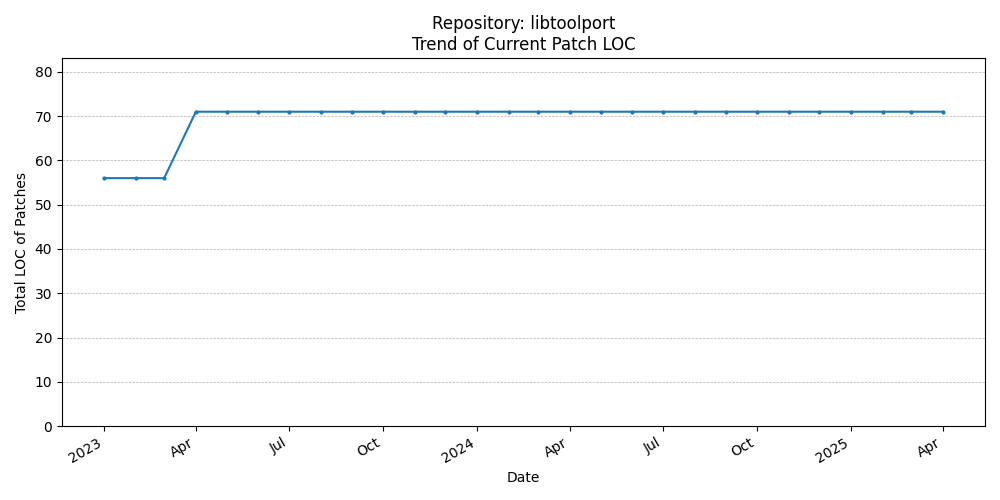 Repository: libtoolport
Trend of Current Patch LOC
Total LOC of Patches
80
70
60
50
40
30
20
10
0
2023
Apr
Jul
Oct
2024
Apr
Jul
Oct
2025
Apr
Date